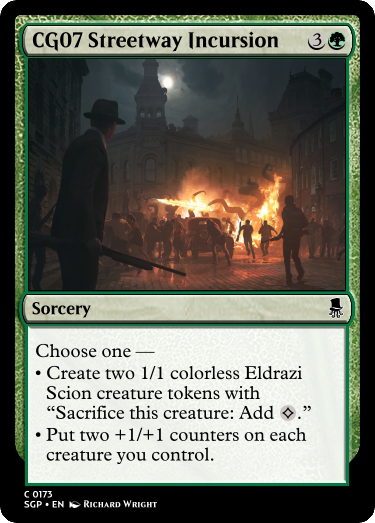 CG07 Streetway Incursion 3
Sorcery
Choose one —
• Create two 1/1 colorless Eldrazi
Scion creature tokens with
“Sacrifice this creature: Add .”
• Put two +1/+1 counters on each
creature you control.
C 0173
SGP • EN Richard Wright